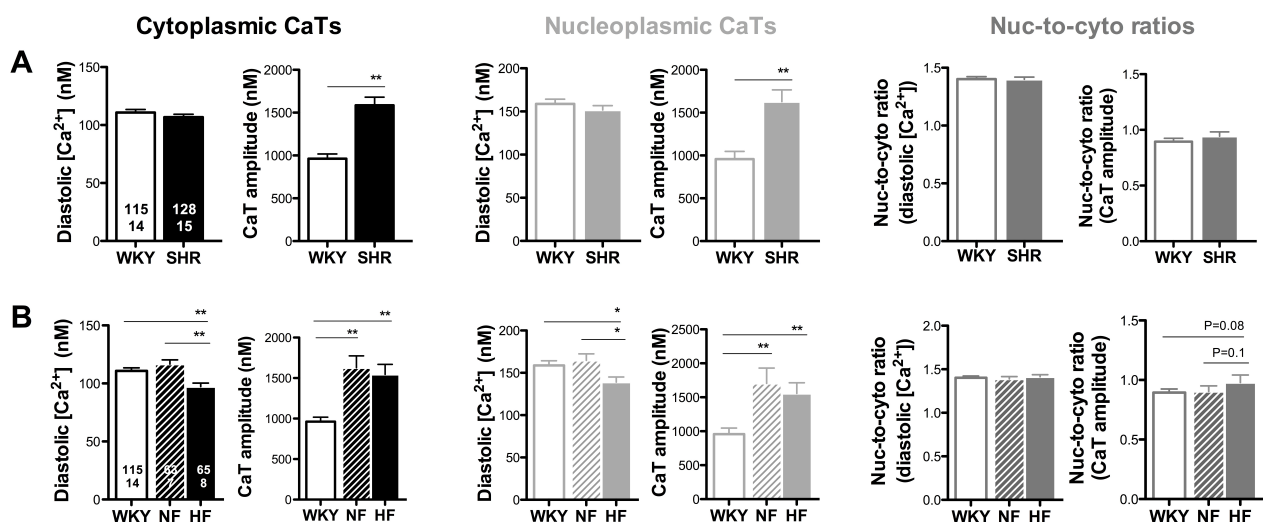 Cytoplasmic CaTs
Nucleoplasmic CaTs
Nuc-to-cyto ratios
A
Diastolic [Ca²⁺] (nM)
150
100
50
0
115
14
128
15
WKY SHR
CaT amplitude (nM)
2000
1500
1000
500
0
**
WKY SHR
Diastolic [Ca²⁺] (nM)
200
150
100
50
0
WKY SHR
CaT amplitude (nM)
2000
1500
1000
500
0
**
WKY SHR
Nuc-to-cyto ratio
(diastolic [Ca²⁺])
1.5
1.0
0.5
0.0
WKY SHR
Nuc-to-cyto ratio
(CaT amplitude)
1.5
1.0
0.5
0.0
WKY SHR
B
Diastolic [Ca²⁺] (nM)
150
100
50
0
**
**
115
14
63
7
65
8
WKY NF HF
CaT amplitude (nM)
2000
1500
1000
500
0
**
**
WKY NF HF
Diastolic [Ca²⁺] (nM)
200
150
100
50
0
*
*
WKY NF HF
CaT amplitude (nM)
2500
2000
1500
1000
500
0
**
**
WKY NF HF
Nuc-to-cyto ratio
(diastolic [Ca²⁺])
2.0
1.5
1.0
0.5
0.0
WKY NF HF
Nuc-to-cyto ratio
(CaT amplitude)
1.5
1.0
0.5
0.0
P=0.08
P=0.1
WKY NF HF